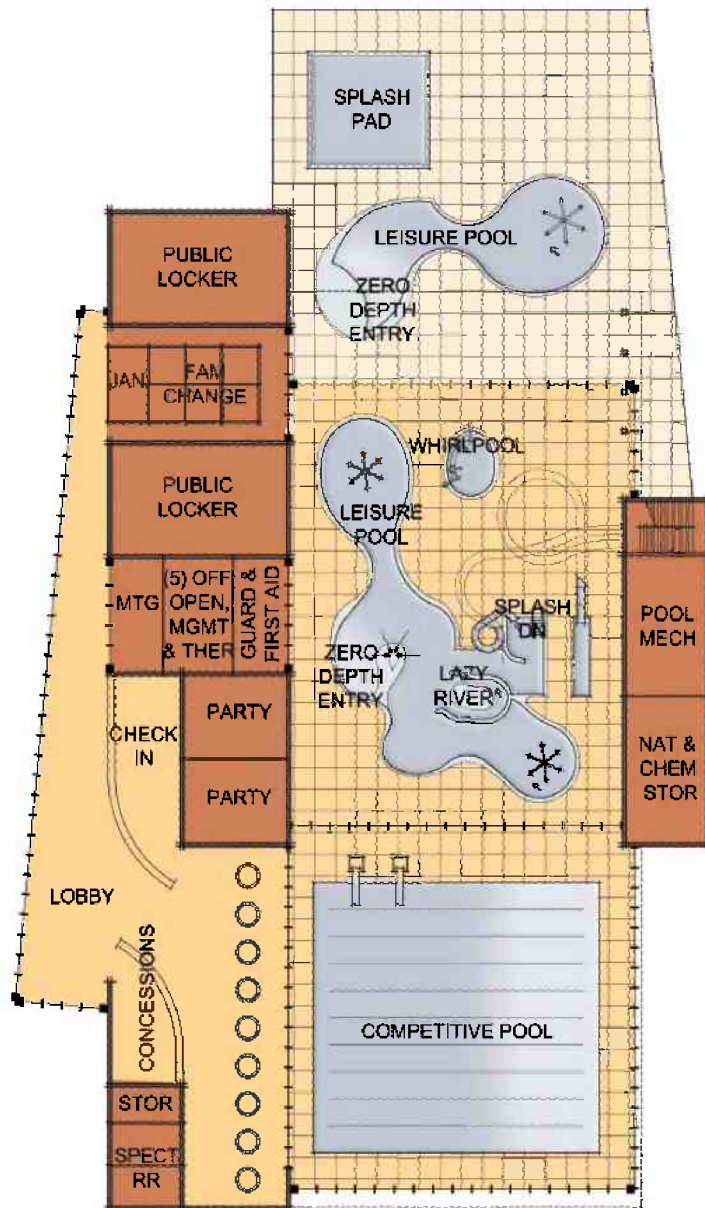 SPLASH
PAD
LEISURE POOL
ZERO
DEPTH
ENTRY
PUBLIC
LOCKER
JAN
FAM
CHANGE
WHIRLPOOL
PUBLIC
LOCKER
LEISURE
POOL
MTG
(5) OFF
OPEN,
MGMT
& THER
GUARD &
FIRST AID
SPLASH
DN
POOL
MECH
ZERO
DEPTH
ENTRY
LAZY
RIVER
PARTY
CHECK
IN
NAT &
CHEM
STOR
PARTY
LOBBY
CONCESSIONS
COMPETITIVE POOL
STOR
SPECT
RR